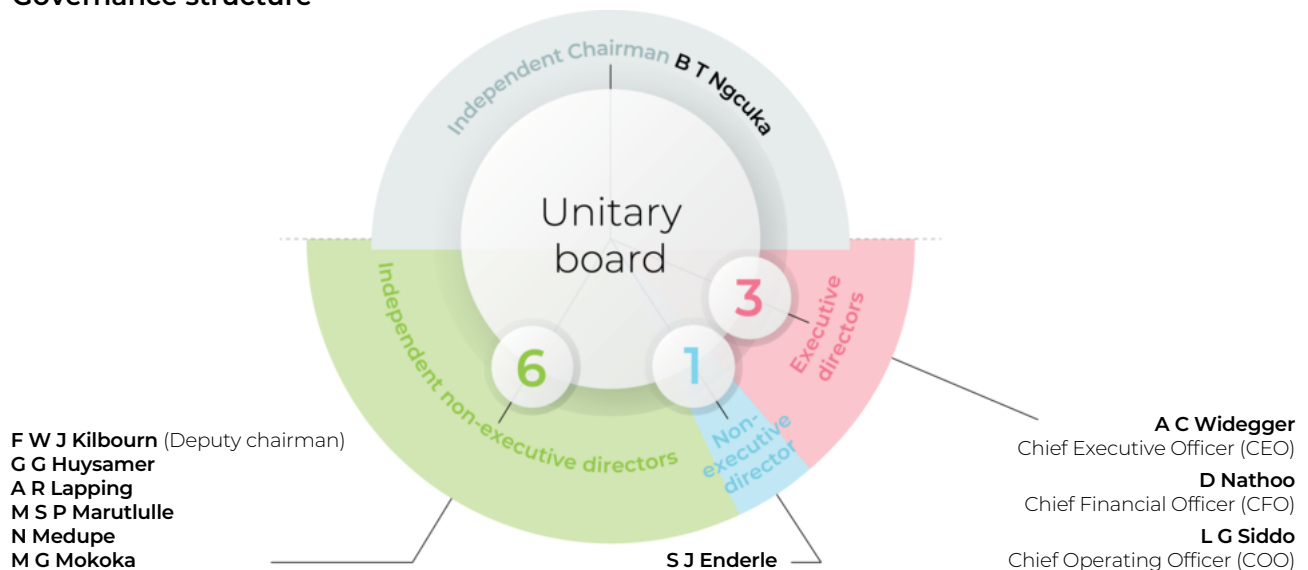 Governance structure
Independent Chairman B T Ngcuka
Unitary
board
3
Executive
directors
1
Non-
executive
director
6
Independent non-executive directors
F W J Kilbourn (Deputy chairman)
G G Huysamer
A R Lapping
M S P Marutlulle
N Medupe
M G Mokoka
S J Enderle
A C Widegger
Chief Executive Officer (CEO)
D Nathoo
Chief Financial Officer (CFO)
L G Siddo
Chief Operating Officer (COO)